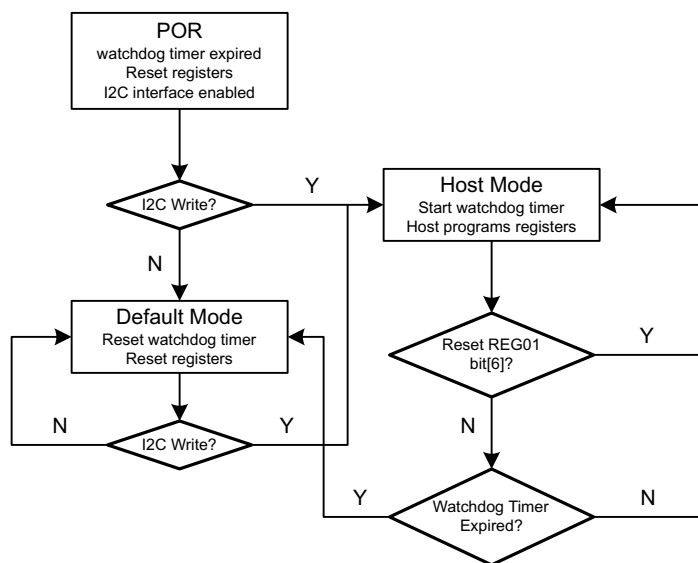 POR
watchdog timer expired
Reset registers
I2C interface enabled
I2C Write?
Y
N
Host Mode
Start watchdog timer
Host programs registers
Default Mode
Reset watchdog timer
Reset registers
Reset REG01
bit[6]?
Y
N
I2C Write?
N
Y
Watchdog Timer
Expired?
Y
N